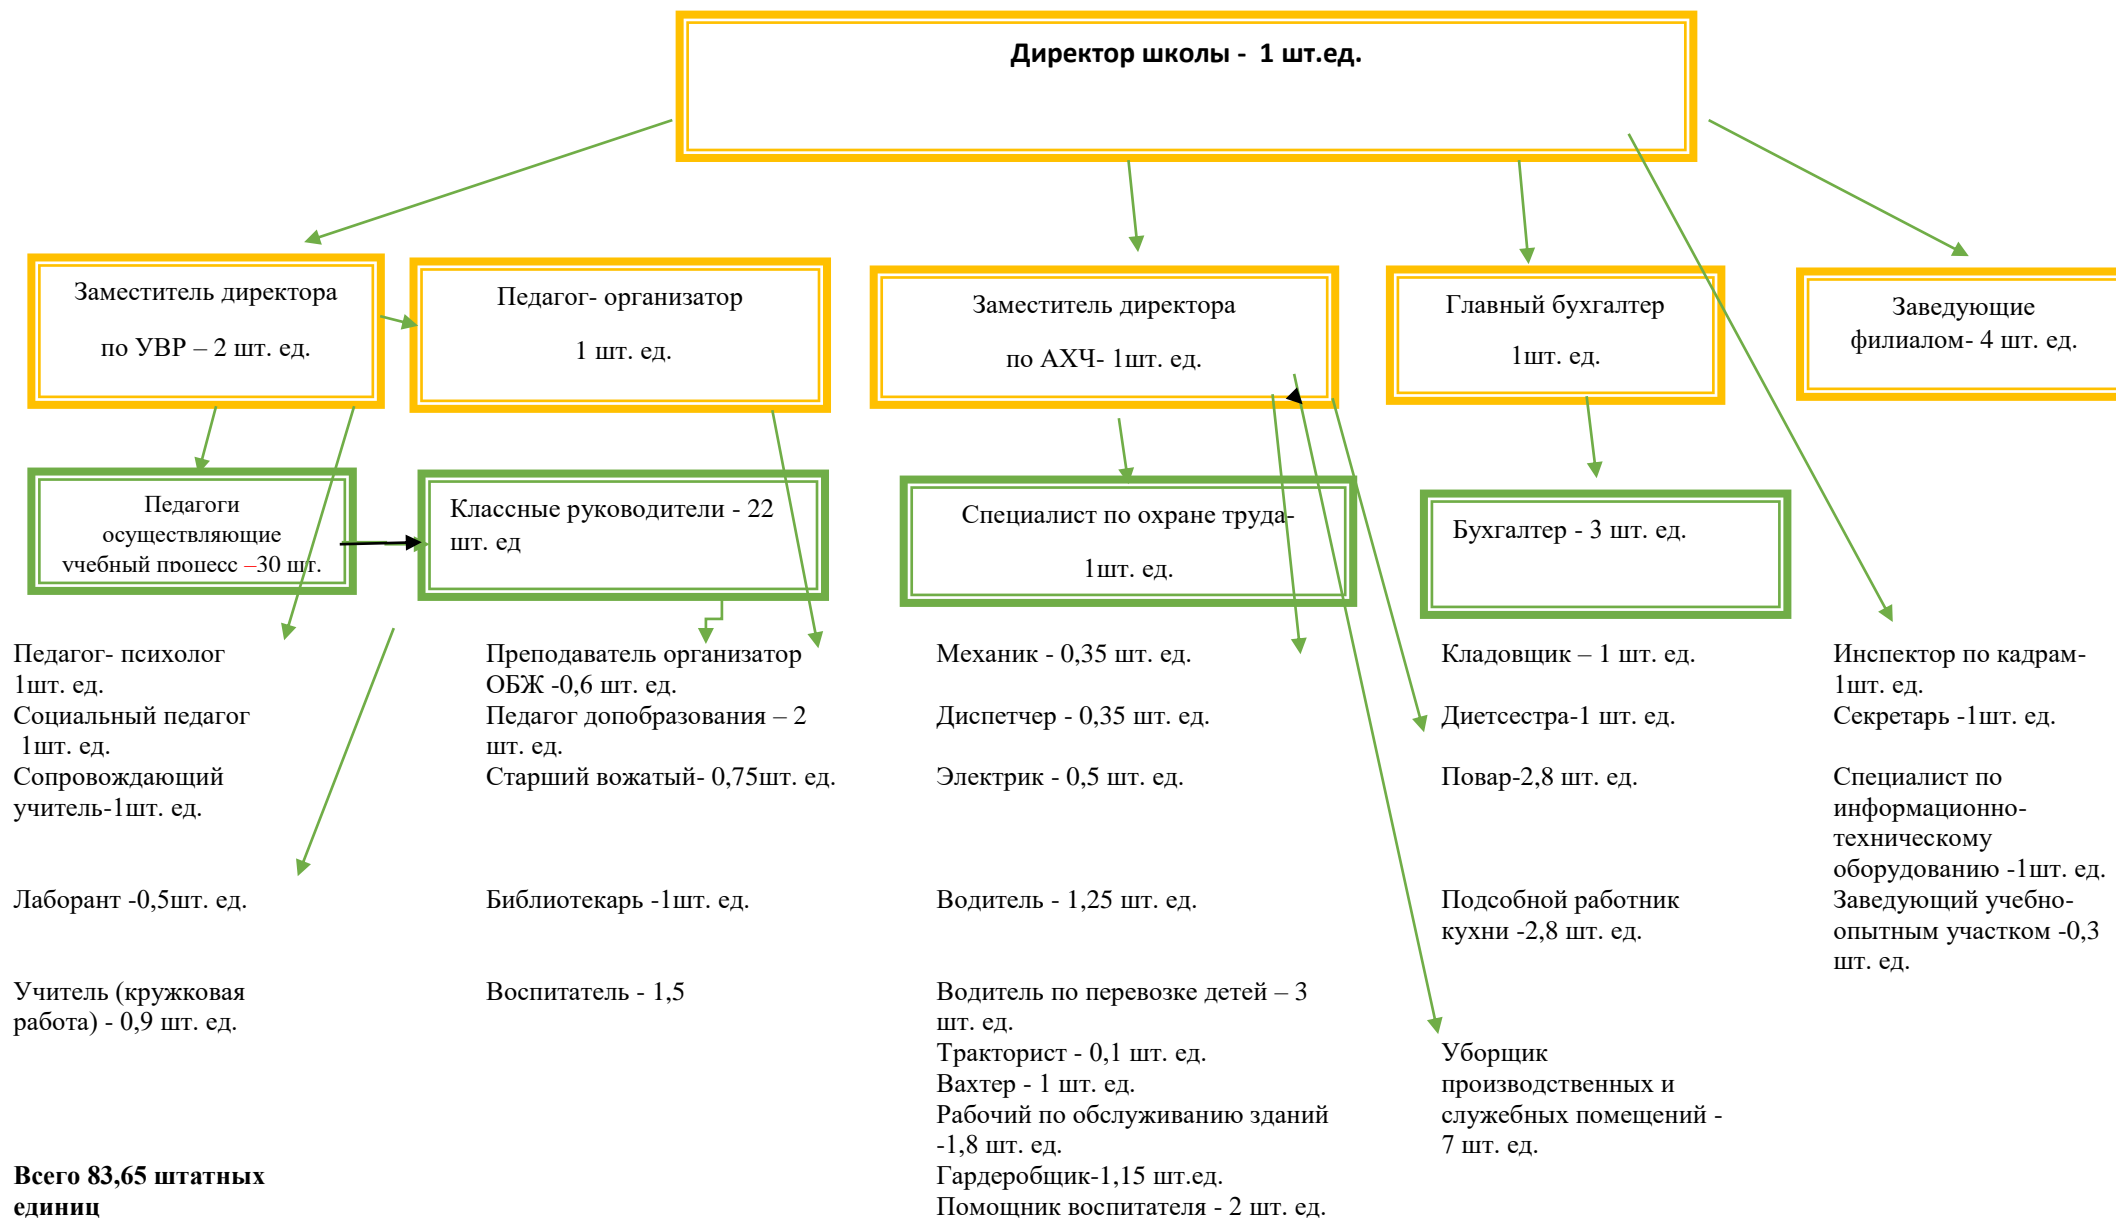 Директор школы - 1 шт.ед.
Заместитель директора
по УВР – 2 шт. ед.
Педагог- организатор
1 шт. ед.
Заместитель директора
по АХЧ- 1шт. ед.
Главный бухгалтер
1шт. ед.
Заведующие
филиалом- 4 шт. ед.
Педагоги
осуществляющие
учебный процесс –30 шт.
Классные руководители - 22
шт. ед
Специалист по охране труда-
1шт. ед.
Бухгалтер - 3 шт. ед.
Педагог- психолог
1шт. ед.
Социальный педагог
1шт. ед.
Сопровождающий
учитель-1шт. ед.
Лаборант -0,5шт. ед.
Учитель (кружковая
работа) - 0,9 шт. ед.
Всего 83,65 штатных
единиц
Преподаватель организатор
ОБЖ -0,6 шт. ед.
Педагог допобразования – 2
шт. ед.
Старший вожатый- 0,75шт. ед.
Библиотекарь -1шт. ед.
Воспитатель - 1,5
Механик - 0,35 шт. ед.
Диспетчер - 0,35 шт. ед.
Электрик - 0,5 шт. ед.
Водитель - 1,25 шт. ед.
Водитель по перевозке детей – 3
шт. ед.
Тракторист - 0,1 шт. ед.
Вахтер - 1 шт. ед.
Рабочий по обслуживанию зданий
-1,8 шт. ед.
Гардеробщик-1,15 шт.ед.
Помощник воспитателя - 2 шт. ед.
Кладовщик – 1 шт. ед.
Диетсестра-1 шт. ед.
Повар-2,8 шт. ед.
Подсобной работник
кухни -2,8 шт. ед.
Уборщик
производственных и
служебных помещений -
7 шт. ед.
Инспектор по кадрам-
1шт. ед.
Секретарь -1шт. ед.
Специалист по
информационно-
техническому
оборудованию -1шт. ед.
Заведующий учебно-
опытным участком -0,3
шт. ед.